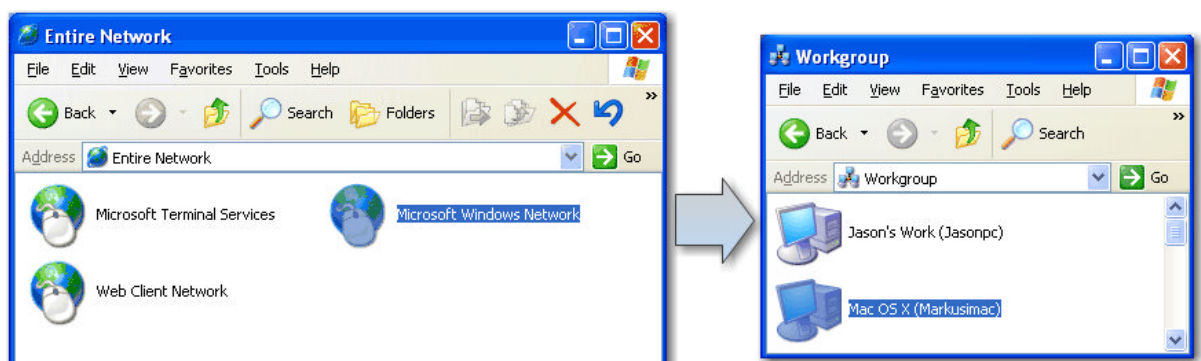 Entire Network
File Edit View Favorites Tools Help
Back Search Folders »
Address Entire Network Go
Microsoft Terminal Services Microsoft Windows Network
Web Client Network
Workgroup
File Edit View Favorites Tools Help
Back Search »
Address Workgroup Go
Jason's Work (Jasonpc)
Mac OS X (Markusimac)